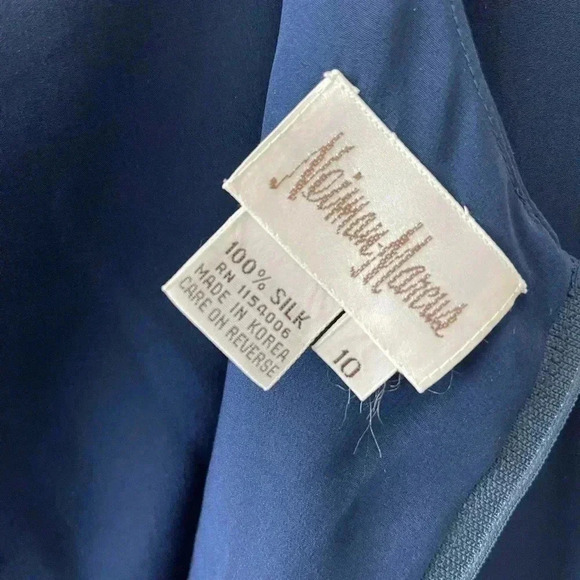 Neiman-Marcus
100% SILK
RN 1154006
MADE IN KOREA
CARE ON REVERSE
10